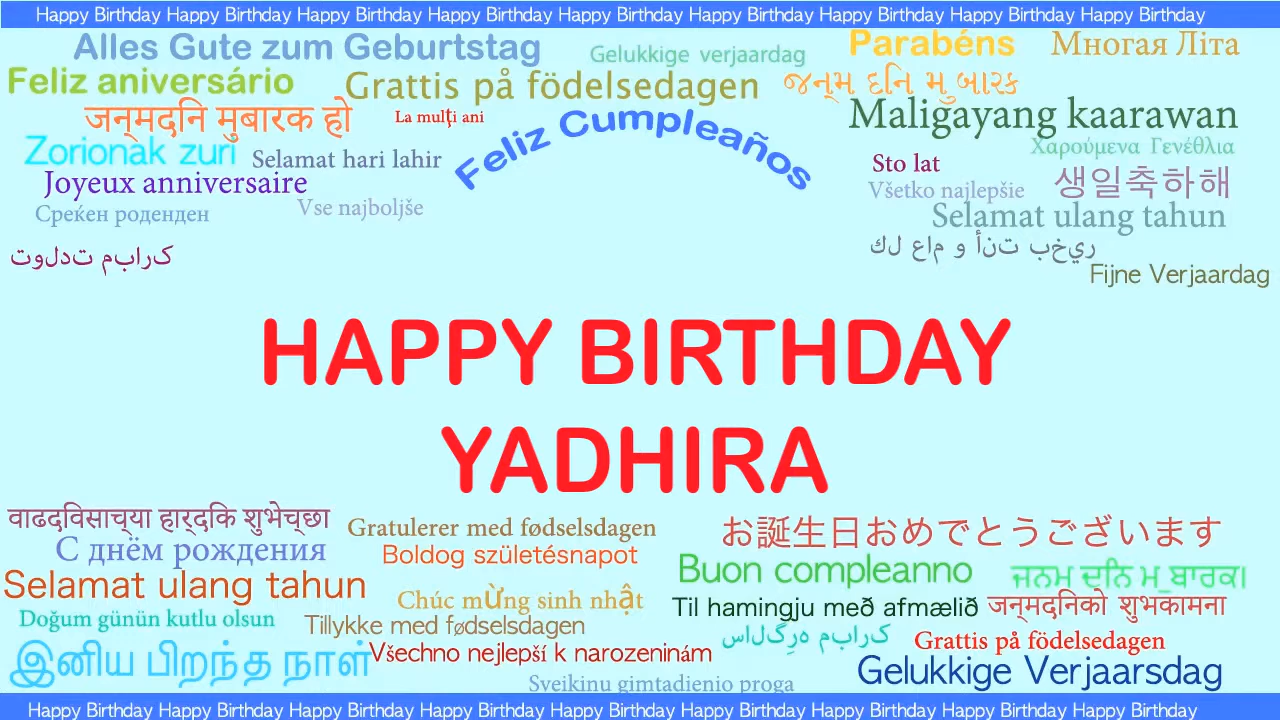 Happy Birthday Happy Birthday Happy Birthday Happy Birthday Happy Birthday Happy Birthday Happy Birthday Happy Birthday Happy Birthday
Alles Gute zum Geburtstag
Gelukkige verjaardag
Parabéns
Многая Літа
Feliz aniversário
Grattis på födelsedagen
જન્મ દનિ મુબારક
जन्मदनि मुबारक हो
La mulţi ani
Feliz Cumpleaños
Maligayang kaarawan
Zorionak zuri
Selamat hari lahir
Sto lat
Χαρούμενα Γενέθλια
Joyeux anniversaire
Všetko najlepšie
생일축하해
Среќен роденден
Vse najboljše
Selamat ulang tahun
تولدت مبارک
كل عام و أنت بخير
Fijne Verjaardag
HAPPY BIRTHDAY
YADHIRA
वाढदविसाच्या हार्दकि शुभेच्छा
Gratulerer med fødselsdagen
お誕生日おめでとうございます
С днём рождения
Boldog születésnapot
Buon compleanno
ਜਨਮ ਦਨਿ ਮੁਬਾਰਕ।
Selamat ulang tahun
Chúc mừng sinh nhật
Til hamingju með afmælið
जन्मदनिको शुभकामना
Doğum günün kutlu olsun
Tillykke med fødselsdagen
سالگرہ مبارک
Grattis på födelsedagen
இனிய பிறந்த நாள்
Všechno nejlepší k narozeninám
Gelukkige Verjaarsdag
Sveikinu gimtadienio proga
Happy Birthday Happy Birthday Happy Birthday Happy Birthday Happy Birthday Happy Birthday Happy Birthday Happy Birthday Happy Birthday